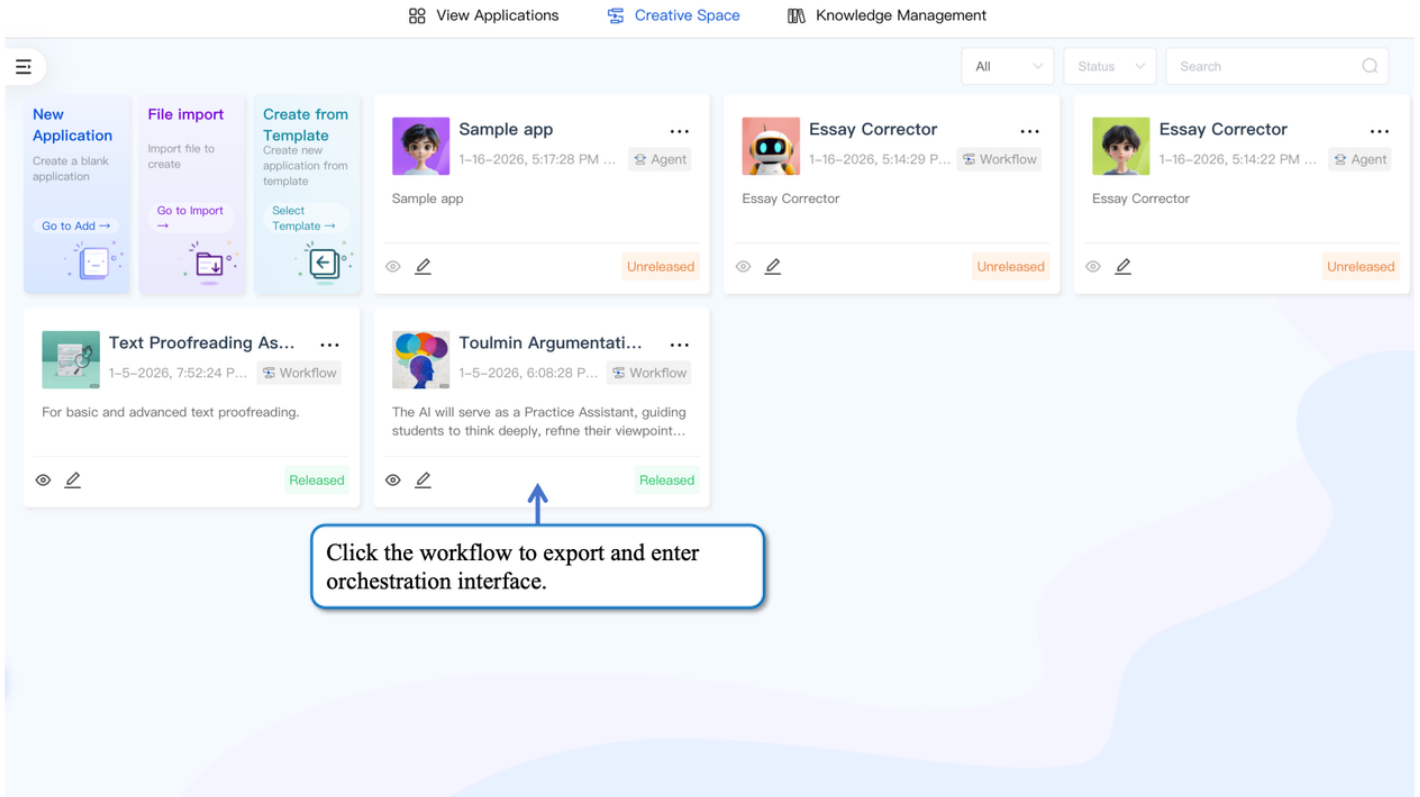 View Applications
Creative Space
Knowledge Management
All
Status
Search
New
Application
Create a blank
application
Go to Add →
File import
Import file to
create
Go to Import
→
Create from
Template
Create new
application from
template
Select
Template →
Sample app
1-16-2026, 5:17:28 PM ...
Agent
Sample app
Unreleased
Essay Corrector
1-16-2026, 5:14:29 P...
Workflow
Essay Corrector
Unreleased
Essay Corrector
1-16-2026, 5:14:22 PM ...
Agent
Essay Corrector
Unreleased
Text Proofreading As...
1-5-2026, 7:52:24 P...
Workflow
For basic and advanced text proofreading.
Released
Toulmin Argumentati...
1-5-2026, 6:08:28 P...
Workflow
The AI will serve as a Practice Assistant, guiding
students to think deeply, refine their viewpoint...
Released
Click the workflow to export and enter
orchestration interface.